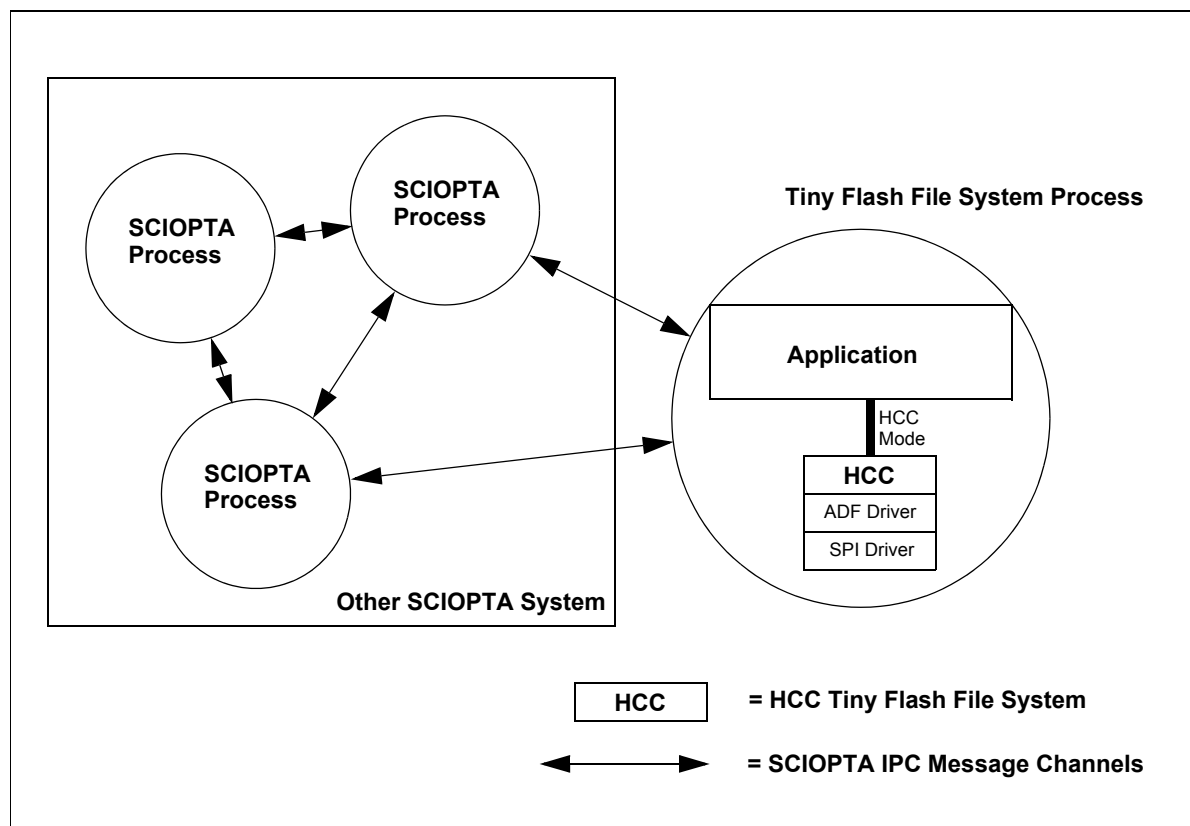 SCIOPTA
Process
SCIOPTA
Process
SCIOPTA
Process
Other SCIOPTA System
Tiny Flash File System Process
Application
HCC
Mode
HCC
ADF Driver
SPI Driver
HCC
= HCC Tiny Flash File System
= SCIOPTA IPC Message Channels